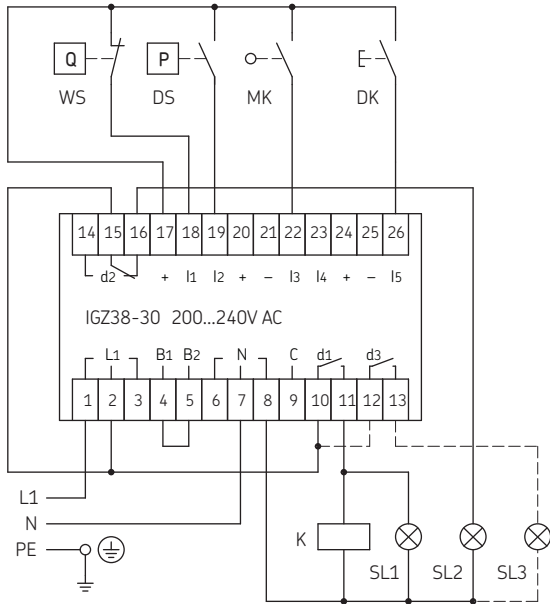 Q P
WS DS MK DK
14 15 16 17 18 19 20 21 22 23 24 25 26
d2 + I1 I2 + – I3 I4 + – I5
IGZ38-30 200...240V AC
L1 B1 B2 N C d1 d3
1 2 3 4 5 6 7 8 9 10 11 12 13
L1
N
PE
K SL1 SL2 SL3